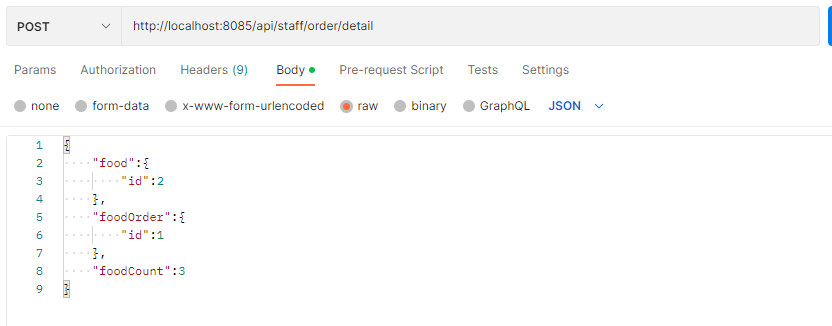 POST http://localhost:8085/api/staff/order/detail
Params Authorization Headers (9) Body Pre-request Script Tests Settings
none form-data x-www-form-urlencoded raw binary GraphQL JSON
1 {
2 "food":{
3 "id":2
4 },
5 "foodOrder":{
6 "id":1
7 },
8 "foodCount":3
9 }